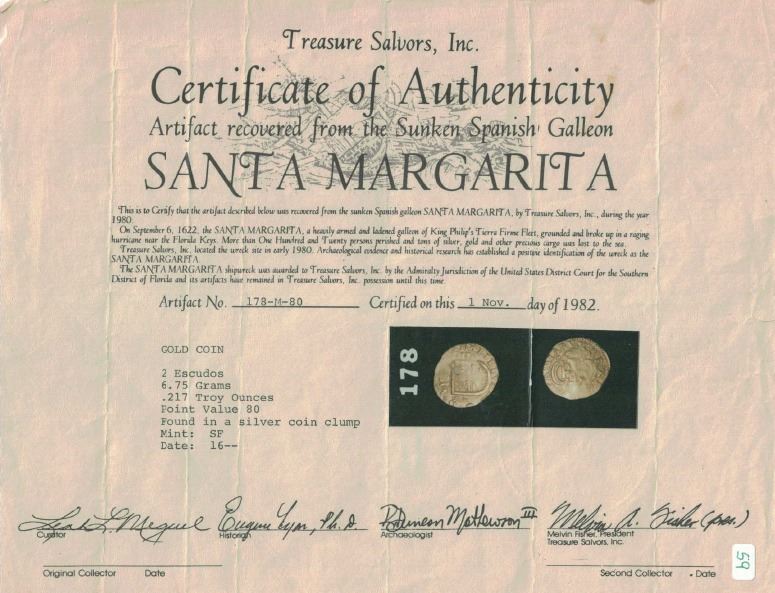 Treasure Salvors, Inc.
Certificate of Authenticity
Artifact recovered from the Sunken Spanish Galleon
SANTA MARGARITA
This is to Certify that the artifact described below was recovered from the sunken Spanish galleon SANTA MARGARITA, by Treasure Salvors, Inc., during the year
1980.
On September 6, 1622, the SANTA MARGARITA, a heavily armed and ladened galleon of King Philip's Tierra Firme Fleet, grounded and broke up in a raging
hurricane near the Florida Keys. More than One Hundred and Twenty persons perished and tons of silver, gold and other precious cargo was lost to the sea.
Treasure Salvors, Inc. located the wreck site in early 1980. Archaeological evidence and historical research has established a positive identification of the wreck as the
SANTA MARGARITA.
The SANTA MARGARITA shipwreck was awarded to Treasure Salvors, Inc. by the Admiralty Jurisdiction of the United States District Court for the Southern
District of Florida and its artifacts have remained in Treasure Salvors, Inc. possession until this time.
Artifact No. 178-M-80 Certified on this 1 Nov. day of 1982.
GOLD COIN
2 Escudos
6.75 Grams
.217 Troy Ounces
Point Value 80
Found in a silver coin clump
Mint: SF
Date: 16--
178
Eugene Lyon, Ph.D.
Melvin A. Fisher (pres.)
Curator
Historian
Archaeologist
Melvin Fisher, President
Treasure Salvors, Inc.
Original Collector Date
Second Collector . Date
59